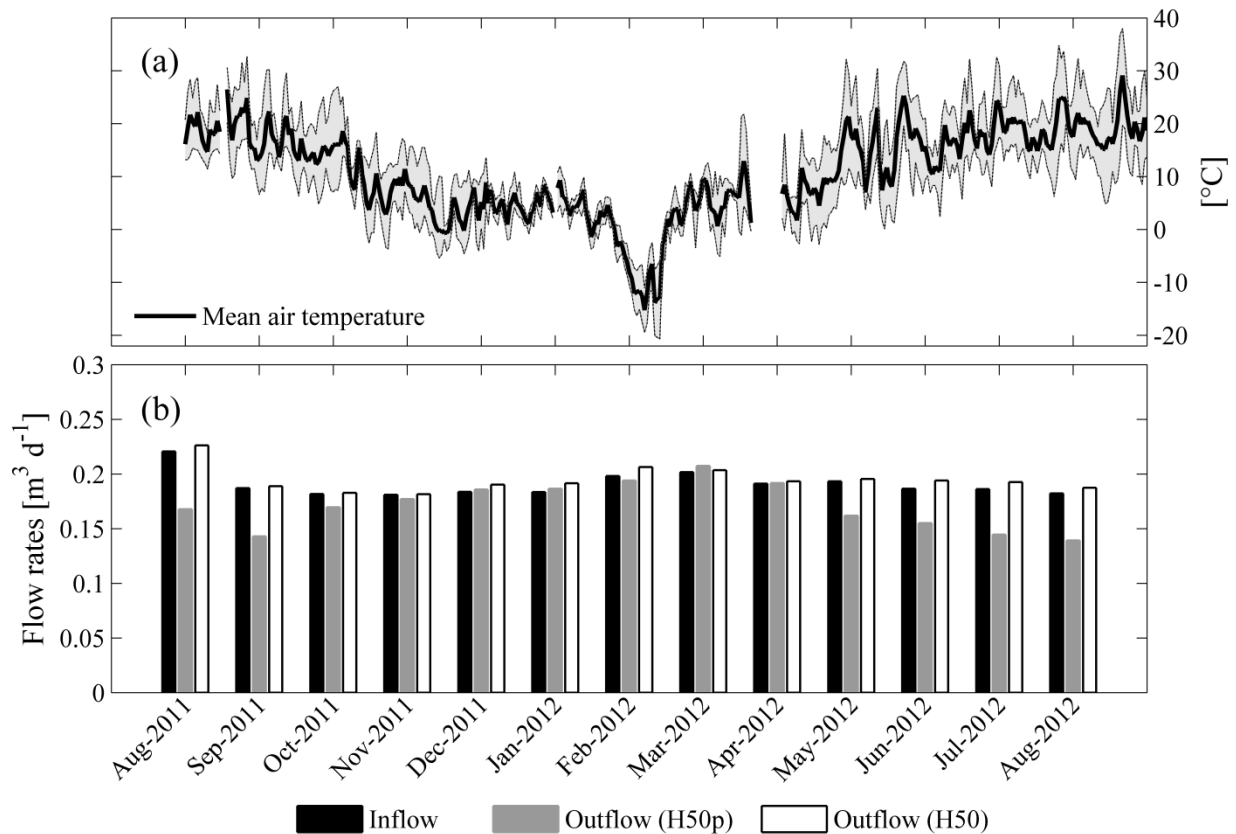 (a)
40
30
20
10
0
-10
-20
[°C]
Mean air temperature
(b)
0.3
0.25
0.2
0.15
0.1
0.05
0
Flow rates [m³ d⁻¹]
Aug-2011
Sep-2011
Oct-2011
Nov-2011
Dec-2011
Jan-2012
Feb-2012
Mar-2012
Apr-2012
May-2012
Jun-2012
Jul-2012
Aug-2012
Inflow
Outflow (H50p)
Outflow (H50)